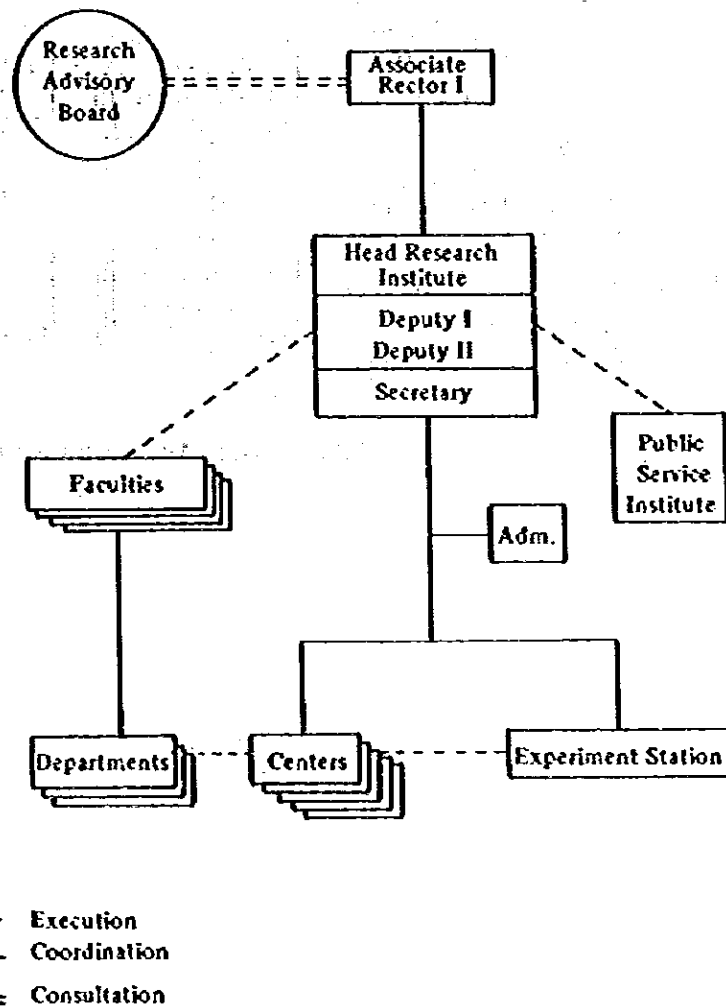 Research
Advisory
Board
Associate
Rector I
Head Research
Institute
Deputy I
Deputy II
Secretary
Public
Service
Institute
Faculties
Adm.
Departments
Centers
Experiment Station
Execution
Coordination
Consultation